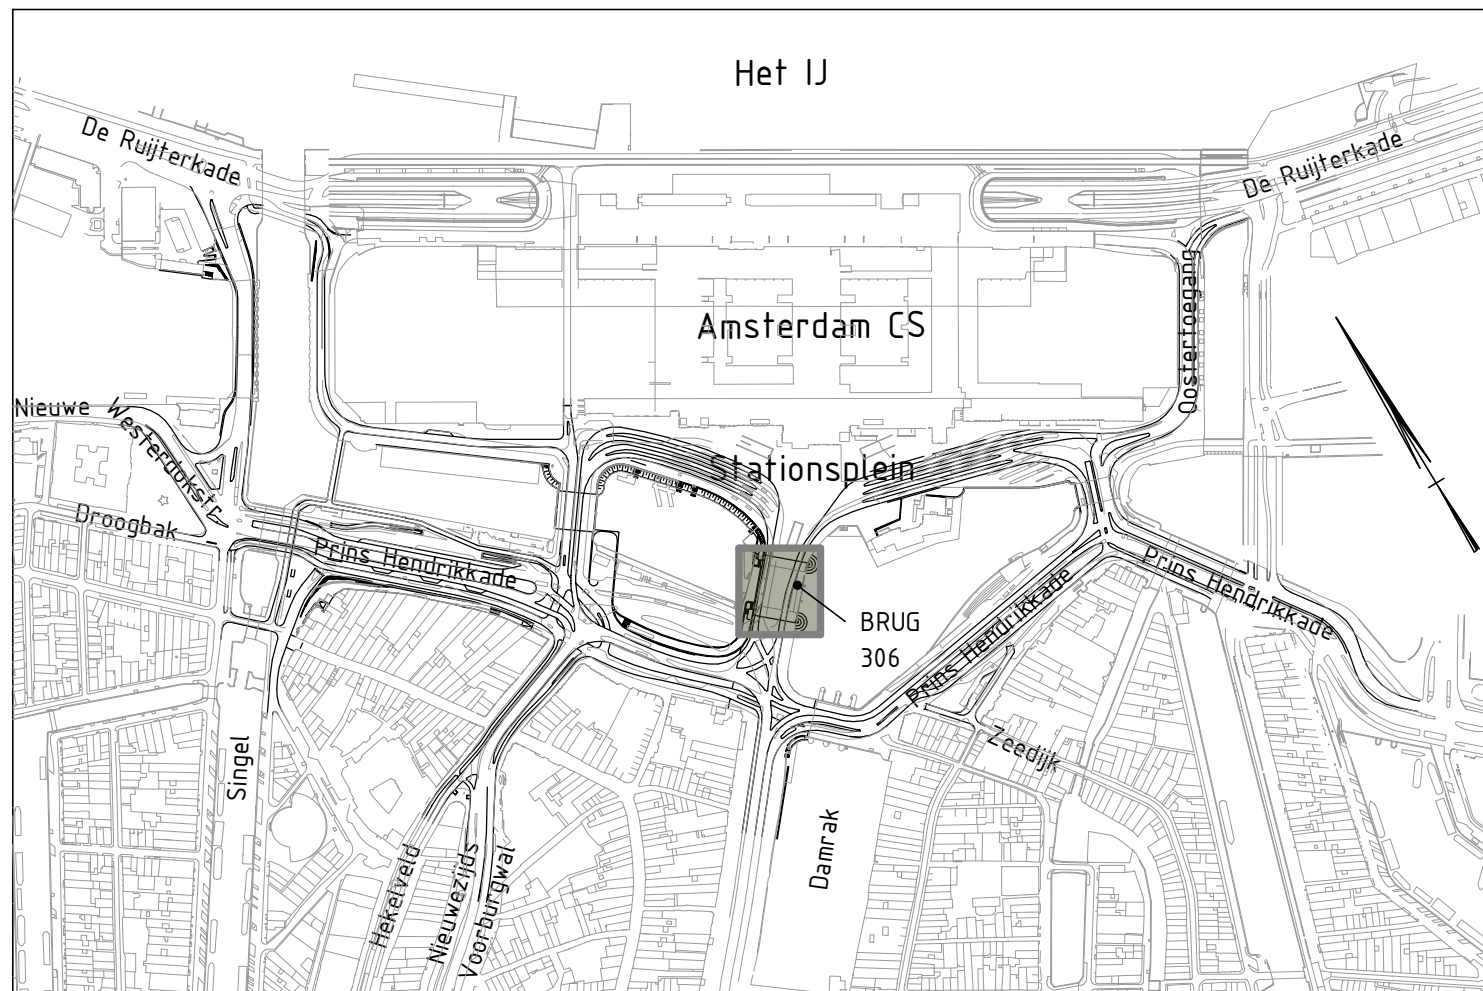 Het IJ
De Ruijterkade
De Ruijterkade
Oostertoegang
Amsterdam CS
Nieuwe
Westerdokstr.
Stationsplein
Droogbak
Prins Hendrikkade
Prins Hendrikkade
Prins Hendrikkade
BRUG
306
Zeedijk
Singel
Damrak
Hekelveld
Nieuwezijds
Voorburgwal